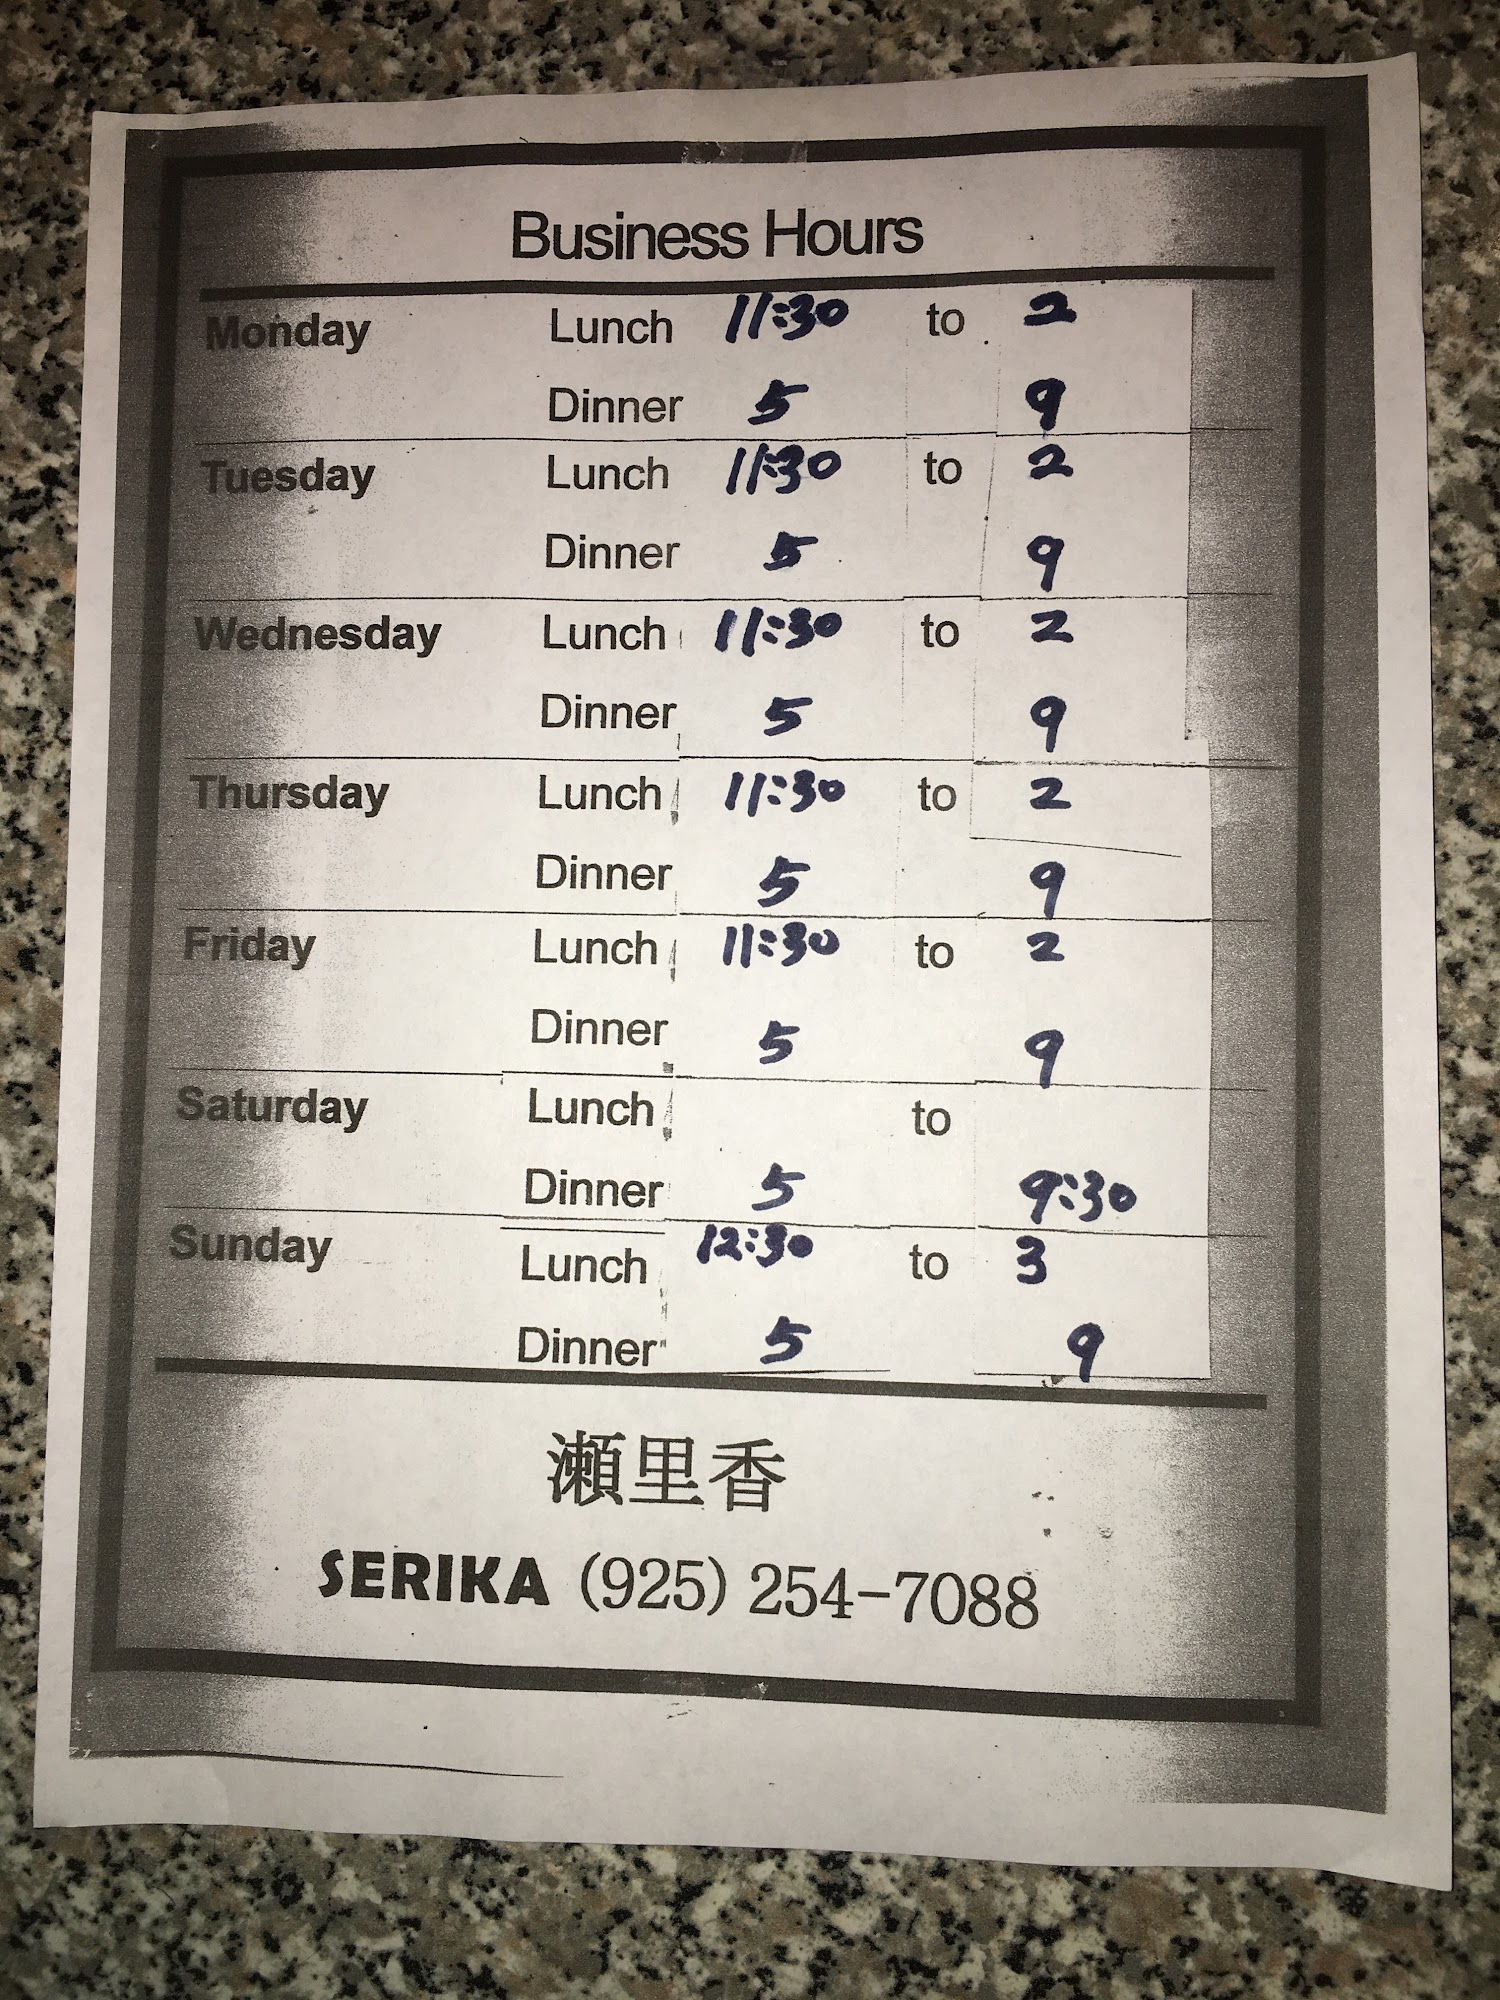 Business Hours
Monday Lunch 11:30 to 2
Dinner 5 9
Tuesday Lunch 11:30 to 2
Dinner 5 9
Wednesday Lunch 11:30 to 2
Dinner 5 9
Thursday Lunch 11:30 to 2
Dinner 5 9
Friday Lunch 11:30 to 2
Dinner 5 9
Saturday Lunch to
Dinner 5 9:30
Sunday Lunch 12:30 to 3
Dinner 5 9
瀬里香
SERIKA (925) 254-7088